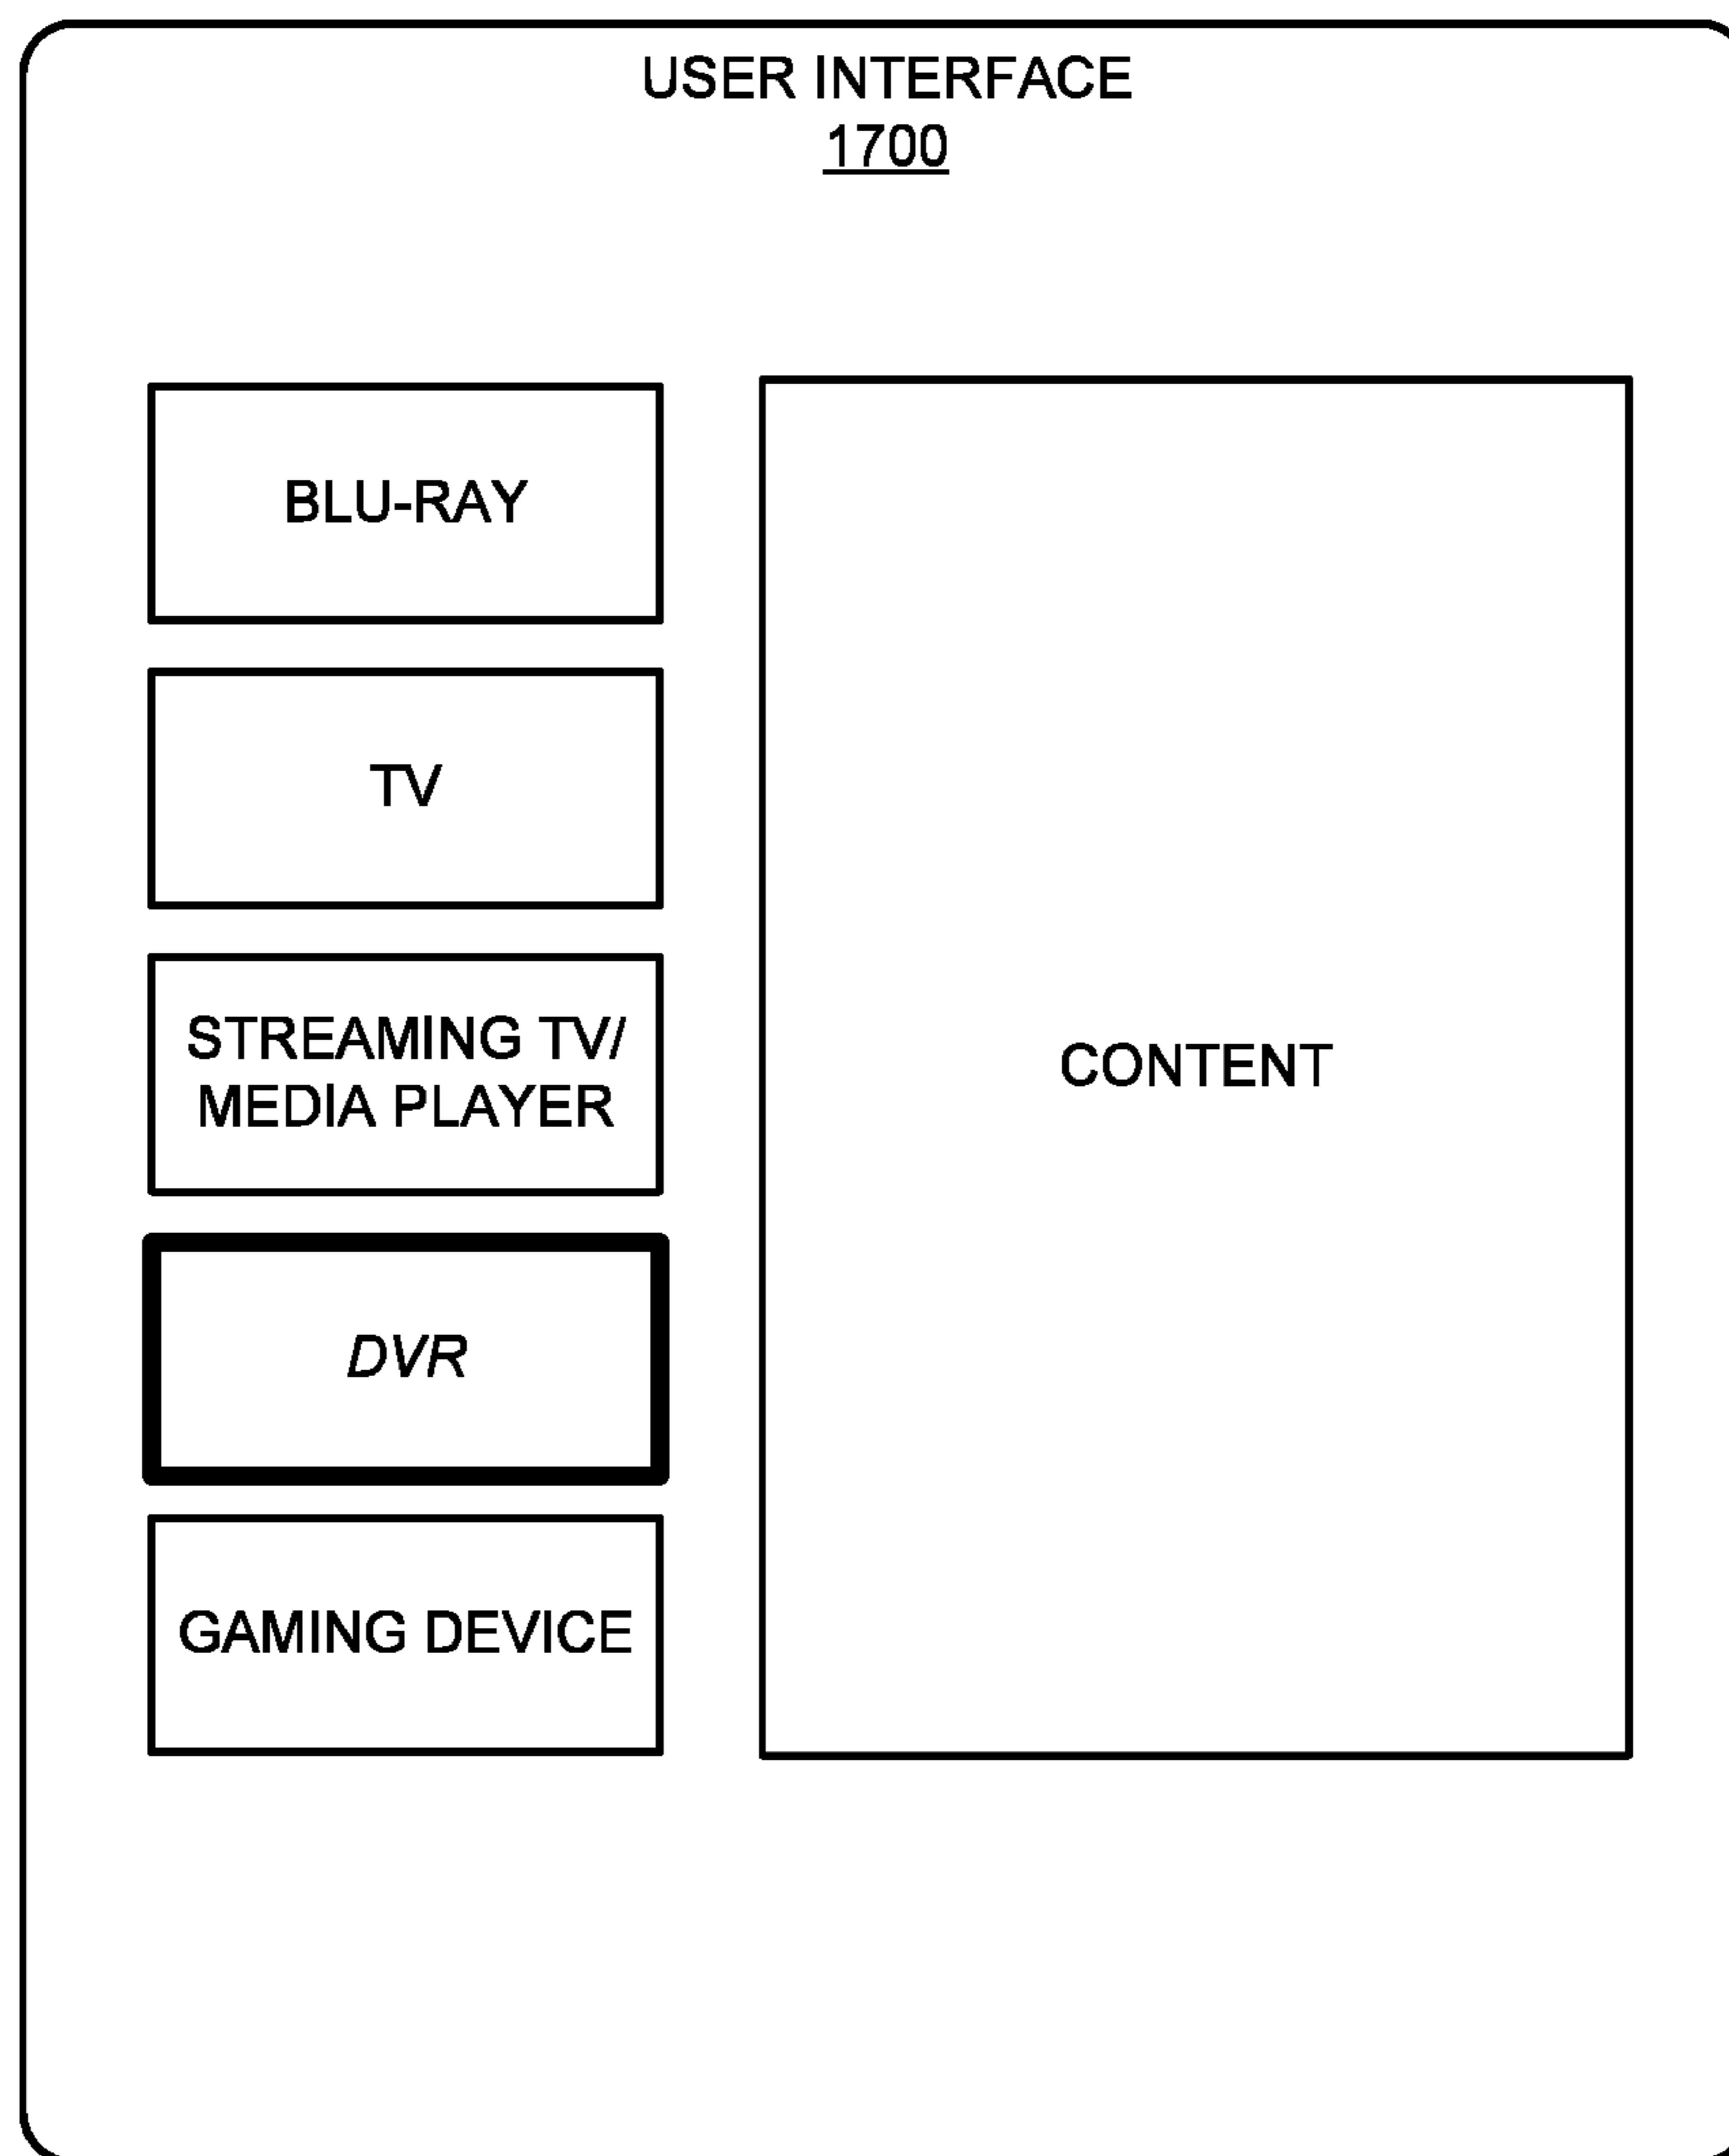 USER INTERFACE
1700
BLU-RAY
TV
STREAMING TV/
MEDIA PLAYER
DVR
GAMING DEVICE
CONTENT